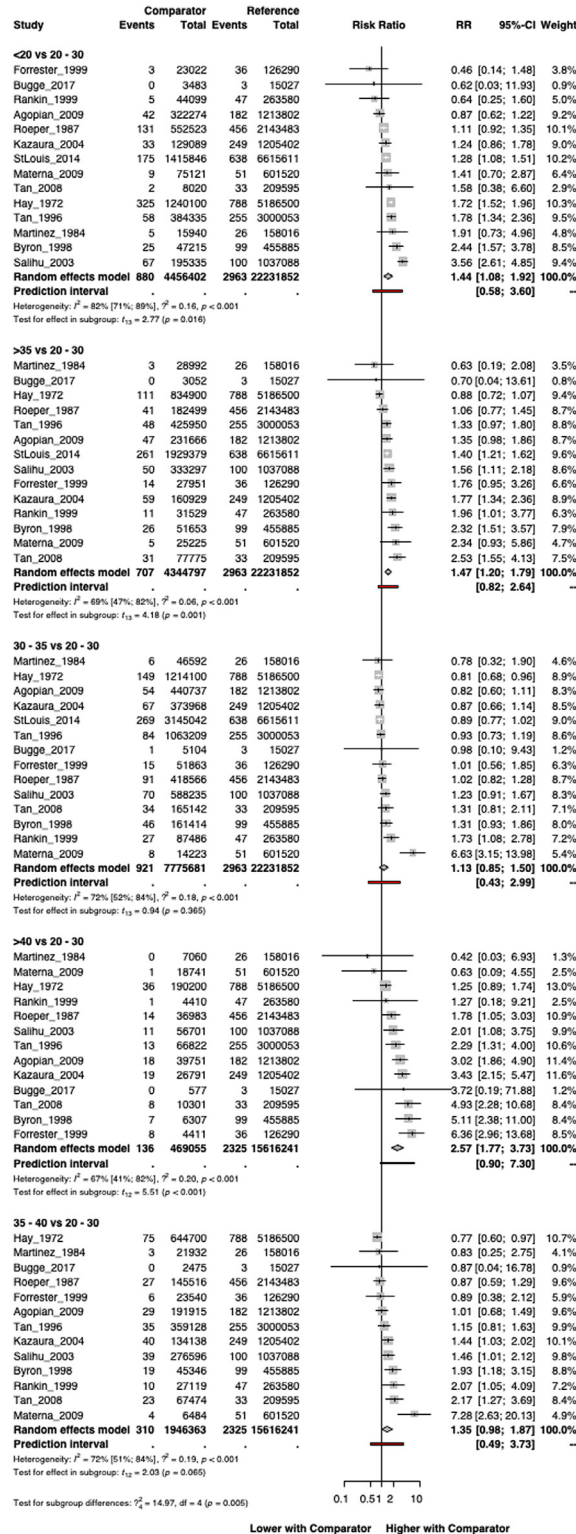 Comparator Reference
Study Events Total Events Total Risk Ratio RR 95%-CI Weight
<20 vs 20 - 30
Forrester_1999 3 23022 36 126290 0.46 [0.14; 1.48] 3.8%
Bugge_2017 0 3483 3 15027 0.62 [0.03; 11.93] 0.9%
Rankin_1999 5 44099 47 263580 0.64 [0.25; 1.60] 5.0%
Agopian_2009 42 322274 182 1213802 0.87 [0.62; 1.22] 9.2%
Roeper_1987 131 552523 456 2143483 1.11 [0.92; 1.35] 10.1%
Kazaura_2004 33 129089 249 1205402 1.24 [0.86; 1.78] 9.0%
StLouis_2014 175 1415846 638 6615611 1.28 [1.08; 1.51] 10.2%
Materna_2009 9 75121 51 601520 1.41 [0.70; 2.87] 6.4%
Tan_2008 2 8020 33 209595 1.58 [0.38; 6.60] 2.9%
Hay_1972 325 1240100 788 5186500 1.72 [1.52; 1.96] 10.3%
Tan_1996 58 384335 255 3000053 1.78 [1.34; 2.36] 9.5%
Martinez_1984 5 15940 26 158016 1.91 [0.73; 4.96] 4.8%
Byron_1998 25 47215 99 455885 2.44 [1.57; 3.78] 8.4%
Salihu_2003 67 195335 100 1037088 3.56 [2.61; 4.85] 9.4%
Random effects model 880 4456402 2963 22231852 1.44 [1.08; 1.92] 100.0%
Prediction interval . . . . [0.58; 3.60] --
Heterogeneity: I² = 82% [71%; 89%], ?² = 0.16, p < 0.001
Test for effect in subgroup: t₁₃ = 2.77 (p = 0.016)
>35 vs 20 - 30
Martinez_1984 3 28992 26 158016 0.63 [0.19; 2.08] 3.5%
Bugge_2017 0 3052 3 15027 0.70 [0.04; 13.61] 0.8%
Hay_1972 111 834900 788 5186500 0.88 [0.72; 1.07] 9.4%
Roeper_1987 41 182499 456 2143483 1.06 [0.77; 1.45] 8.7%
Tan_1996 48 425950 255 3000053 1.33 [0.97; 1.80] 8.7%
Agopian_2009 47 231666 182 1213802 1.35 [0.98; 1.86] 8.6%
StLouis_2014 261 1929379 638 6615611 1.40 [1.21; 1.62] 9.7%
Salihu_2003 50 333297 100 1037088 1.56 [1.11; 2.18] 8.5%
Forrester_1999 14 27951 36 126290 1.76 [0.95; 3.26] 6.5%
Kazaura_2004 59 160929 249 1205402 1.77 [1.34; 2.36] 8.9%
Rankin_1999 11 31529 47 263580 1.96 [1.01; 3.77] 6.3%
Byron_1998 26 51653 99 455885 2.32 [1.51; 3.57] 7.9%
Materna_2009 5 25225 51 601520 2.34 [0.93; 5.86] 4.7%
Tan_2008 31 77775 33 209595 2.53 [1.55; 4.13] 7.5%
Random effects model 707 4344797 2963 22231852 1.47 [1.20; 1.79] 100.0%
Prediction interval . . . . [0.82; 2.64] --
Heterogeneity: I² = 69% [47%; 82%], ?² = 0.06, p < 0.001
Test for effect in subgroup: t₁₃ = 4.18 (p = 0.001)
30 - 35 vs 20 - 30
Martinez_1984 6 46592 26 158016 0.78 [0.32; 1.90] 4.6%
Hay_1972 149 1214100 788 5186500 0.81 [0.68; 0.96] 8.9%
Agopian_2009 54 440737 182 1213802 0.82 [0.60; 1.11] 8.2%
Kazaura_2004 67 373968 249 1205402 0.87 [0.66; 1.14] 8.4%
StLouis_2014 269 3145042 638 6615611 0.89 [0.77; 1.02] 9.0%
Tan_1996 84 1063209 255 3000053 0.93 [0.73; 1.19] 8.6%
Bugge_2017 1 5104 3 15027 0.98 [0.10; 9.43] 1.2%
Forrester_1999 15 51863 36 126290 1.01 [0.56; 1.85] 6.3%
Roeper_1987 91 418566 456 2143483 1.02 [0.82; 1.28] 8.7%
Salihu_2003 70 588235 100 1037088 1.23 [0.91; 1.67] 8.2%
Tan_2008 34 165142 33 209595 1.31 [0.81; 2.11] 7.2%
Byron_1998 46 161414 99 455885 1.31 [0.93; 1.86] 8.0%
Rankin_1999 27 87486 47 263580 1.73 [1.08; 2.78] 7.2%
Materna_2009 8 14223 51 601520 6.63 [3.15; 13.98] 5.4%
Random effects model 921 7775681 2963 22231852 1.13 [0.85; 1.50] 100.0%
Prediction interval . . . . [0.43; 2.99] --
Heterogeneity: I² = 72% [52%; 84%], ?² = 0.18, p < 0.001
Test for effect in subgroup: t₁₃ = 0.94 (p = 0.365)
>40 vs 20 - 30
Martinez_1984 0 7060 26 158016 0.42 [0.03; 6.93] 1.3%
Materna_2009 1 18741 51 601520 0.63 [0.09; 4.55] 2.5%
Hay_1972 36 190200 788 5186500 1.25 [0.89; 1.74] 13.0%
Rankin_1999 1 4410 47 263580 1.27 [0.18; 9.21] 2.5%
Roeper_1987 14 36983 456 2143483 1.78 [1.05; 3.03] 10.9%
Salihu_2003 11 56701 100 1037088 2.01 [1.08; 3.75] 9.9%
Tan_1996 13 66822 255 3000053 2.29 [1.31; 4.00] 10.6%
Agopian_2009 18 39751 182 1213802 3.02 [1.86; 4.90] 11.4%
Kazaura_2004 19 26791 249 1205402 3.43 [2.15; 5.47] 11.6%
Bugge_2017 0 577 3 15027 3.72 [0.19; 71.88] 1.2%
Tan_2008 8 10301 33 209595 4.93 [2.28; 10.68] 8.4%
Byron_1998 7 6307 99 455885 5.11 [2.38; 11.00] 8.4%
Forrester_1999 8 4411 36 126290 6.36 [2.96; 13.68] 8.4%
Random effects model 136 469055 2325 15616241 2.57 [1.77; 3.73] 100.0%
Prediction interval . . . . [0.90; 7.30] --
Heterogeneity: I² = 67% [41%; 82%], ?² = 0.20, p < 0.001
Test for effect in subgroup: t₁₂ = 5.51 (p < 0.001)
35 - 40 vs 20 - 30
Hay_1972 75 644700 788 5186500 0.77 [0.60; 0.97] 10.7%
Martinez_1984 3 21932 26 158016 0.83 [0.25; 2.75] 4.1%
Bugge_2017 0 2475 3 15027 0.87 [0.04; 16.78] 0.9%
Roeper_1987 27 145516 456 2143483 0.87 [0.59; 1.29] 9.7%
Forrester_1999 6 23540 36 126290 0.89 [0.38; 2.12] 5.9%
Agopian_2009 29 191915 182 1213802 1.01 [0.68; 1.49] 9.7%
Tan_1996 35 359128 255 3000053 1.15 [0.81; 1.63] 9.9%
Kazaura_2004 40 134138 249 1205402 1.44 [1.03; 2.02] 10.1%
Salihu_2003 39 276596 100 1037088 1.46 [1.01; 2.12] 9.8%
Byron_1998 19 45346 99 455885 1.93 [1.18; 3.15] 8.9%
Rankin_1999 10 27119 47 263580 2.07 [1.05; 4.09] 7.2%
Tan_2008 23 67474 33 209595 2.17 [1.27; 3.69] 8.5%
Materna_2009 4 6484 51 601520 7.28 [2.63; 20.13] 4.9%
Random effects model 310 1946363 2325 15616241 1.35 [0.98; 1.87] 100.0%
Prediction interval . . . . [0.49; 3.73] --
Heterogeneity: I² = 72% [51%; 84%], ?² = 0.19, p < 0.001
Test for effect in subgroup: t₁₂ = 2.03 (p = 0.065)
0.1 0.5 1 2 10
Test for subgroup differences: ?²₄ = 14.97, df = 4 (p = 0.005)
Lower with Comparator Higher with Comparator